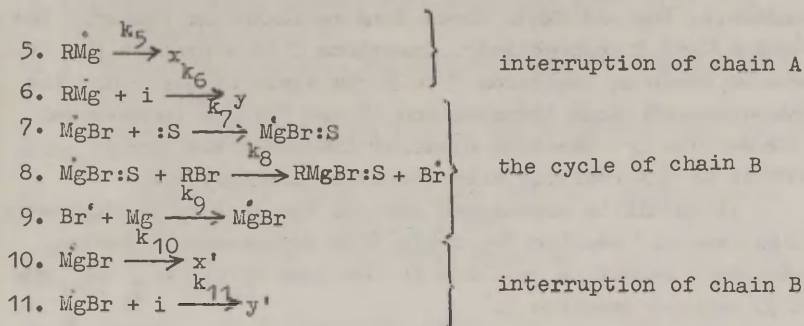 5. RṀg k5→ x
6. RṀg + i k6→ y
interruption of chain A
7. ṀgBr + :S k7→ ṀgBr:S
8. ṀgBr:S + RBr k8→ RMgBr:S + Bṙ
9. Br˙ + Mg k9→ ṀgBr
the cycle of chain B
10. ṀgBr k10→ x'
11. ṀgBr + i k11→ y'
interruption of chain B